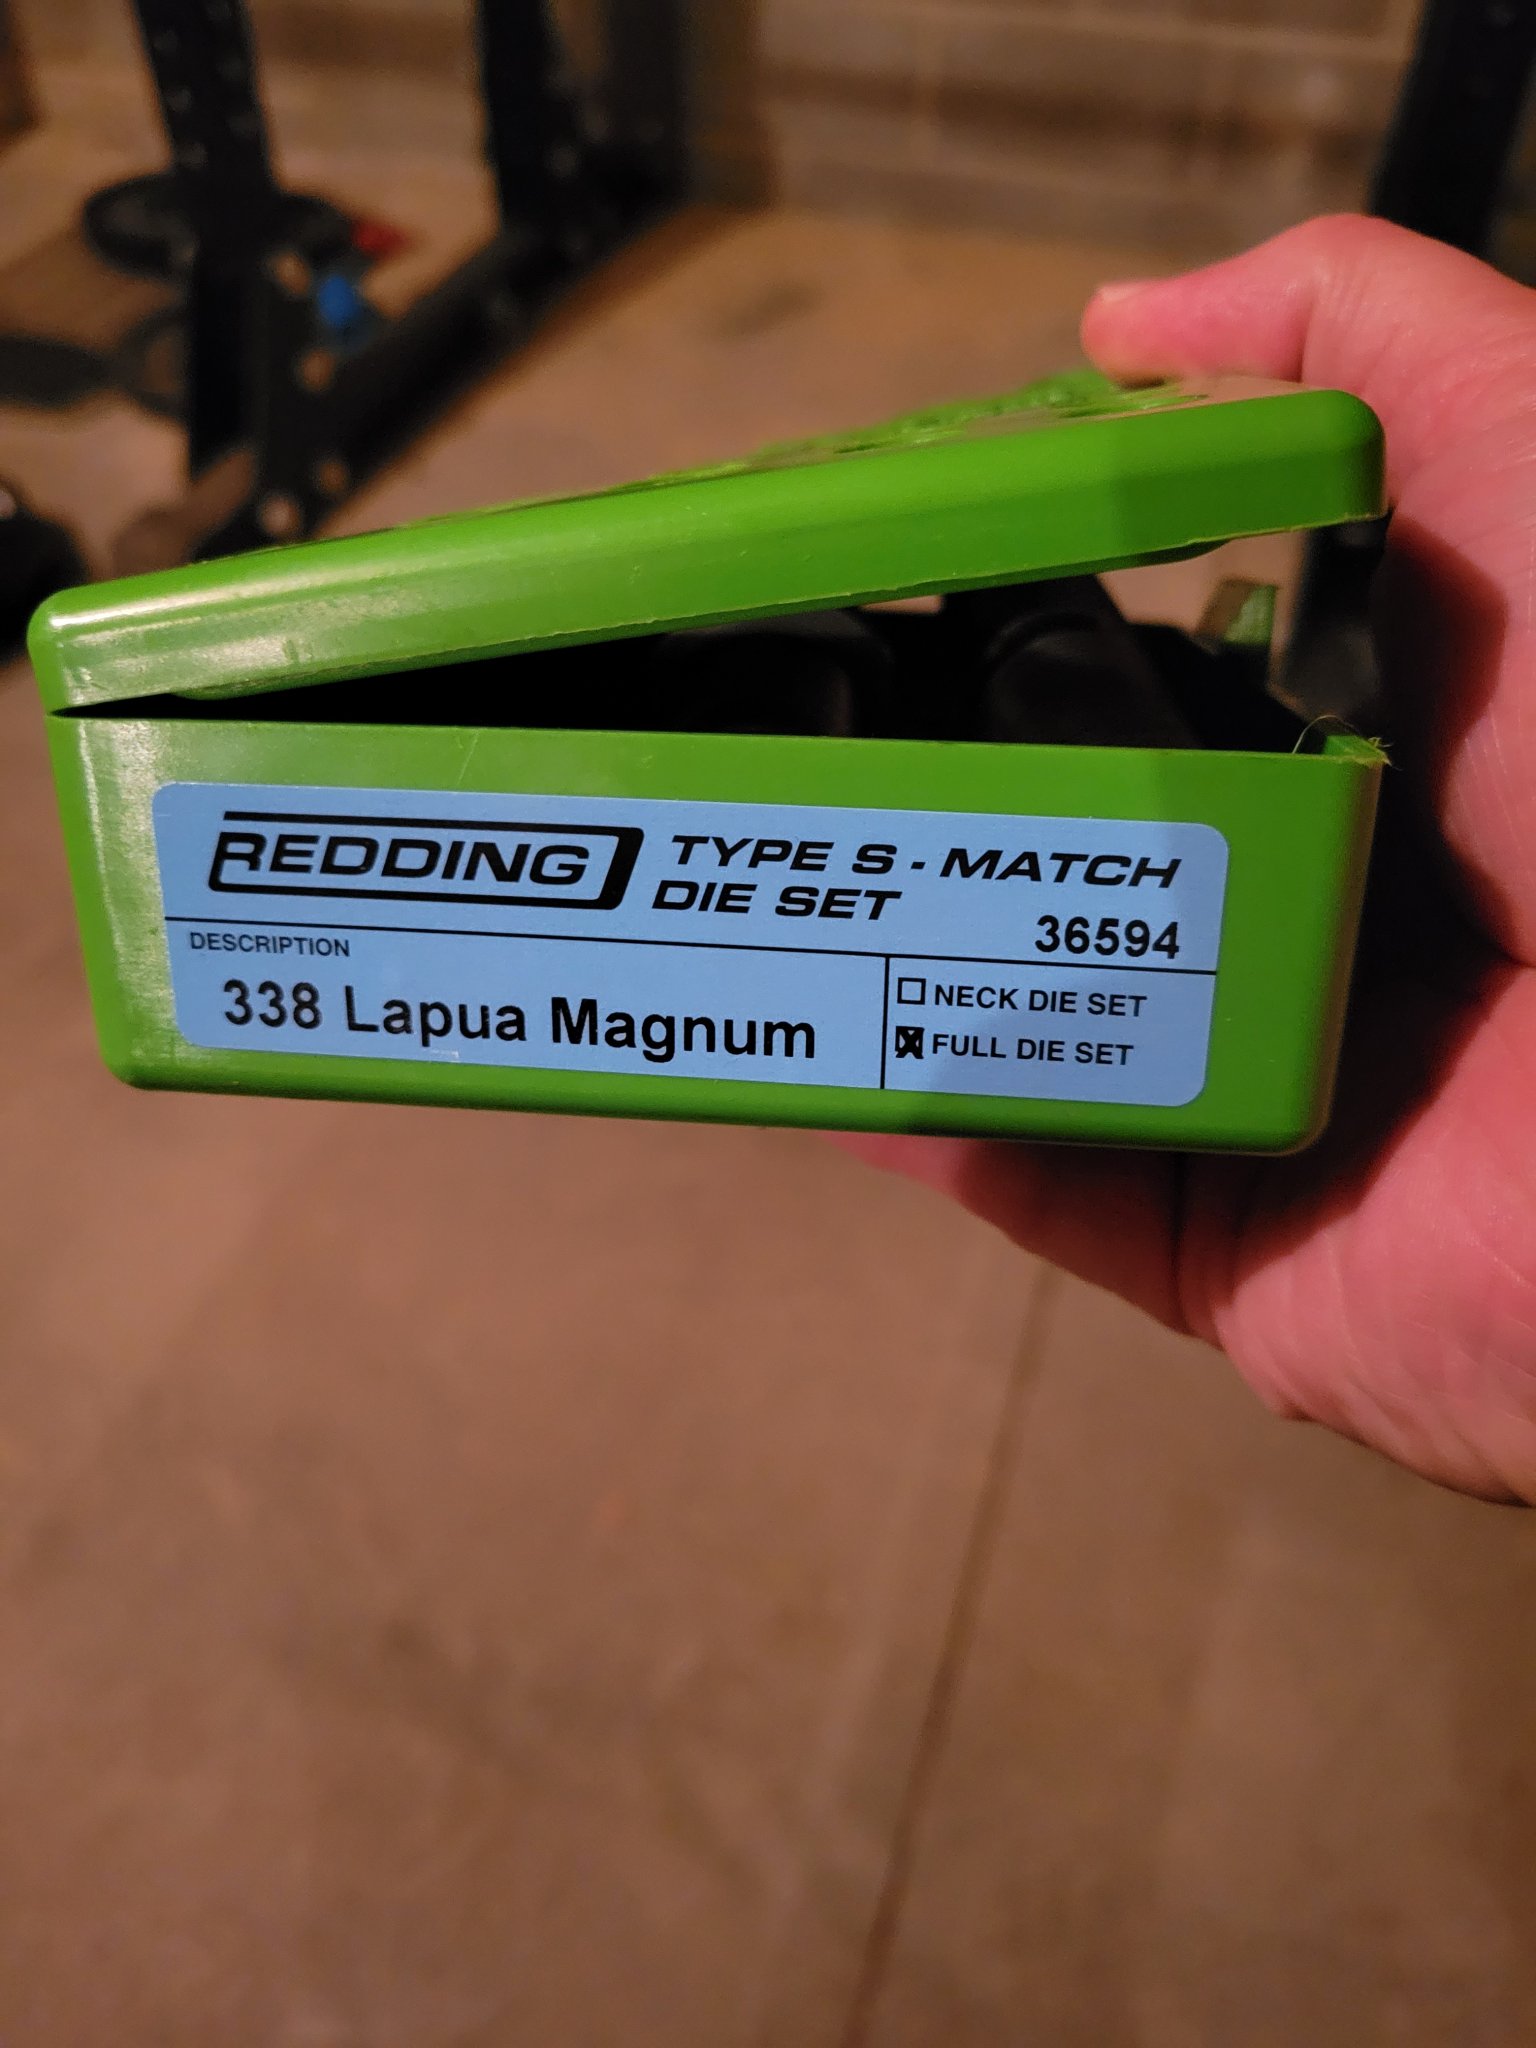 REDDING TYPE S - MATCH
DIE SET
36594
DESCRIPTION
338 Lapua Magnum
NECK DIE SET
FULL DIE SET